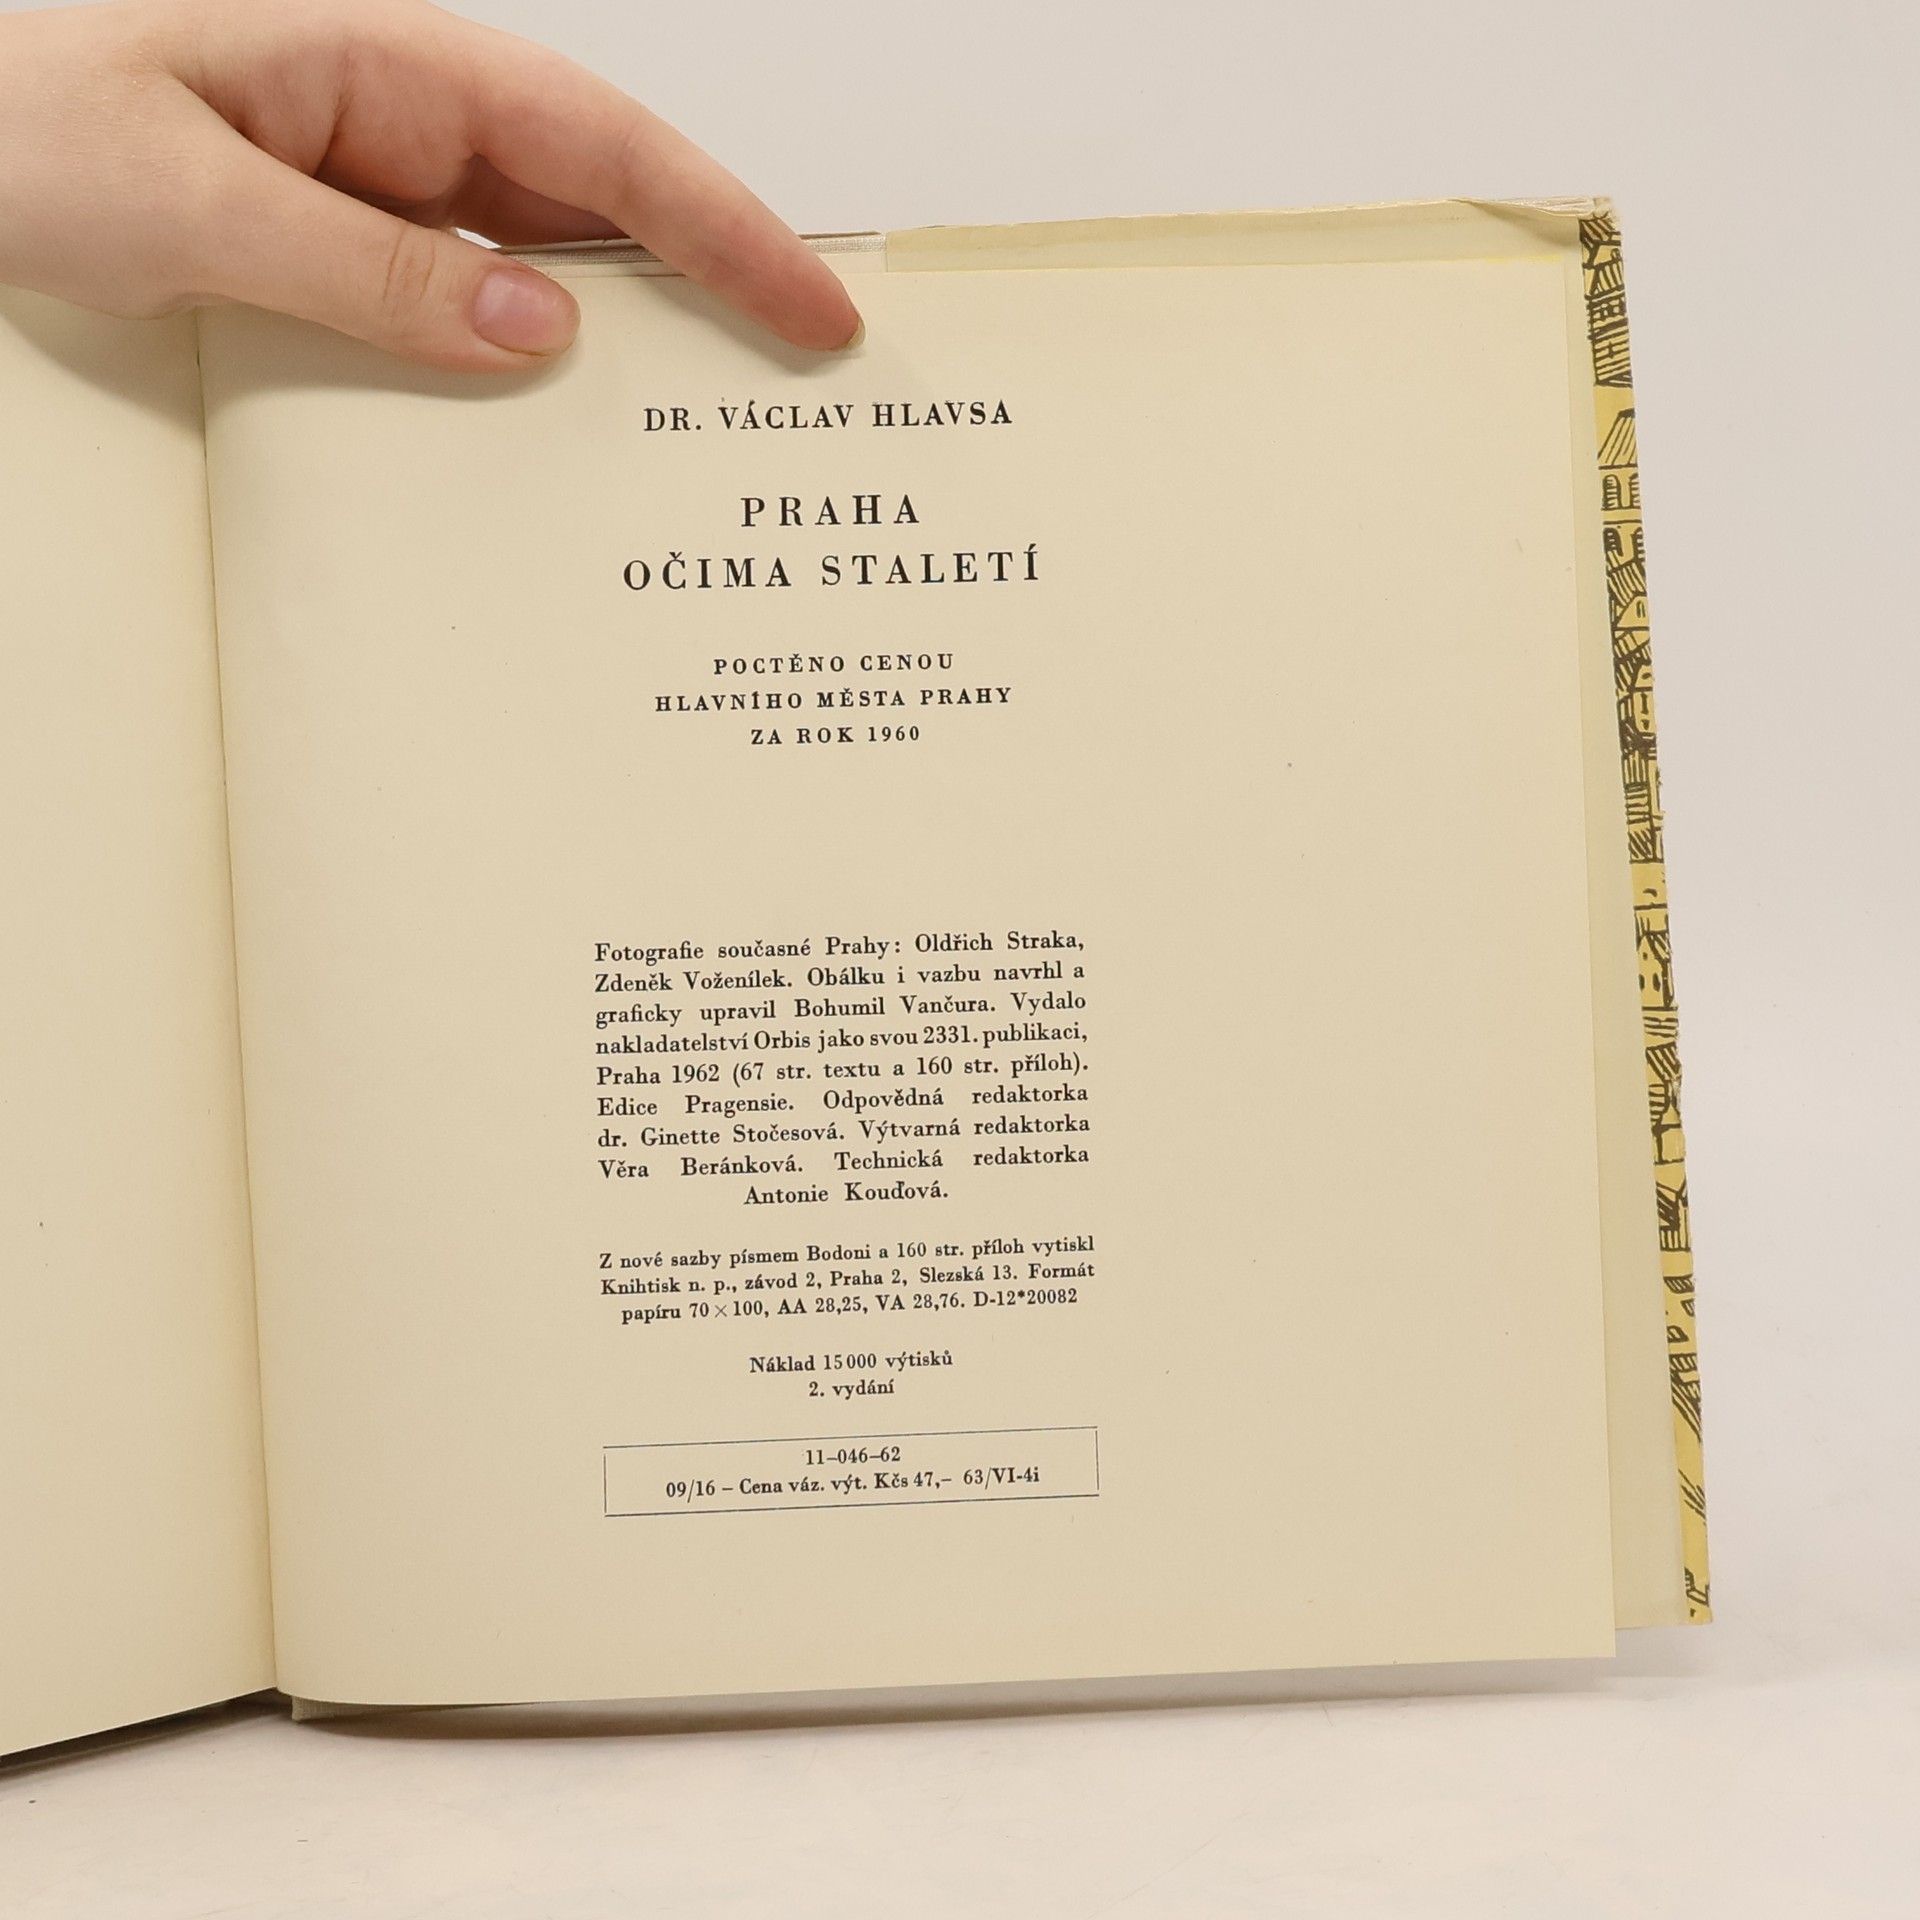 DR. VÁCLAV HLAVSA
PRAHA
OČIMA STALETÍ
POCTĚNO CENOU
HLAVNÍHO MĚSTA PRAHY
ZA ROK 1960
Fotografie současné Prahy: Oldřich Straka,
Zdeněk Voženílek. Obálku i vazbu navrhl a
graficky upravil Bohumil Vančura. Vydalo
nakladatelství Orbis jako svou 2331. publikaci,
Praha 1962 (67 str. textu a 160 str. příloh).
Edice Pragensie. Odpovědná redaktorka
dr. Ginette Stočesová. Výtvarná redaktorka
Věra Beránková. Technická redaktorka
Antonie Kouďová.
Z nové sazby písmem Bodoni a 160 str. příloh vytiskl
Knihtisk n. p., závod 2, Praha 2, Slezská 13. Formát
papíru 70×100, AA 28,25, VA 28,76. D-12*20082
Náklad 15000 výtisků
2. vydání
11–046–62
09/16 – Cena váz. výt. Kčs 47,– 63/VI-4i